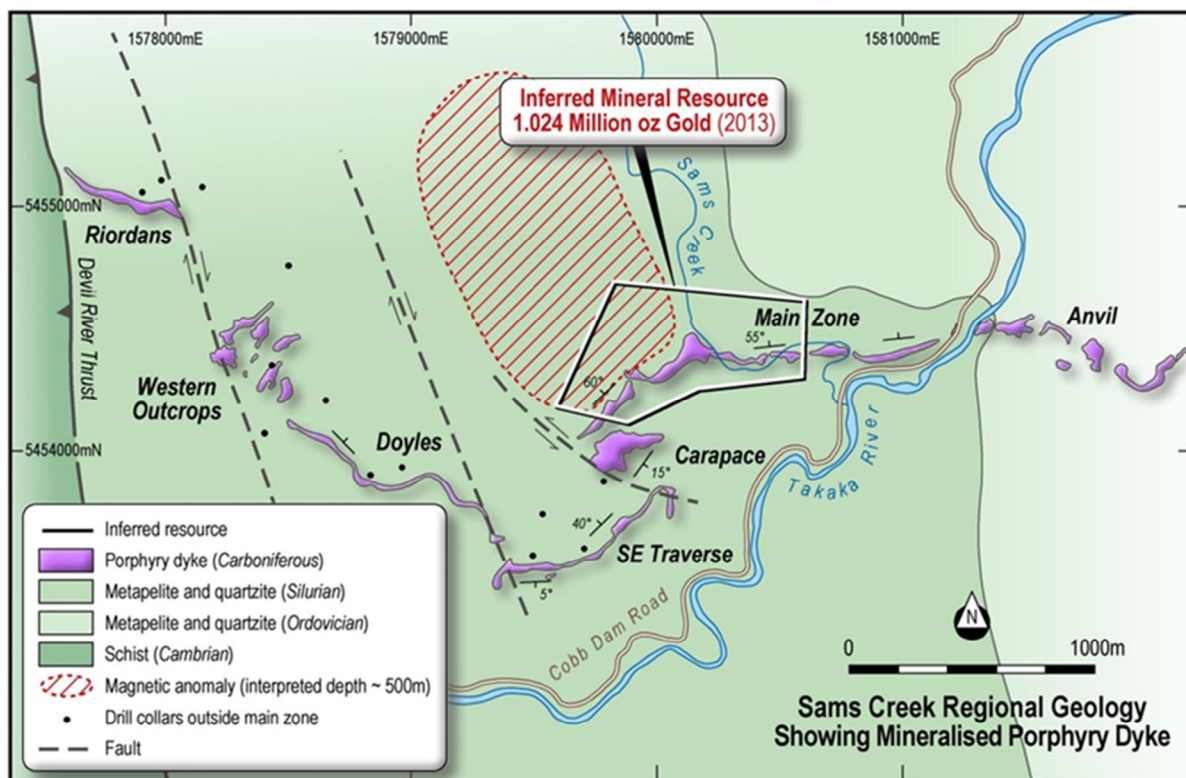 1578000mE
1579000mE
1580000mE
1581000mE
Inferred Mineral Resource
1.024 Million oz Gold (2013)
Sams Creek
5455000mN
Riordans
Devil River Thrust
Main Zone
Anvil
55°
60°
Western
Outcrops
Doyles
5454000mN
Carapace
15°
Takaka River
40°
SE Traverse
5°
Cobb Dam Road
Inferred resource
Porphyry dyke (Carboniferous)
Metapelite and quartzite (Silurian)
Metapelite and quartzite (Ordovician)
Schist (Cambrian)
Magnetic anomaly (interpreted depth ~ 500m)
Drill collars outside main zone
Fault
N
0 1000m
Sams Creek Regional Geology
Showing Mineralised Porphyry Dyke